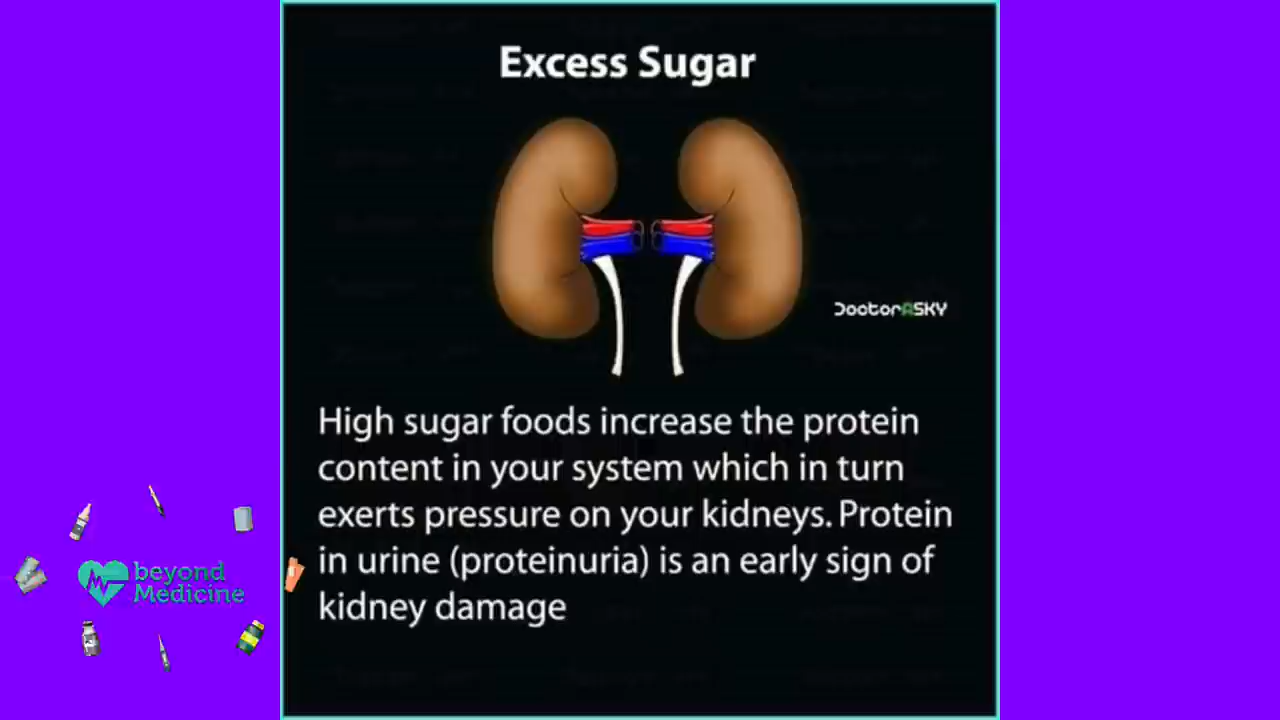 Excess Sugar
DoctorASKY
High sugar foods increase the protein
content in your system which in turn
exerts pressure on your kidneys. Protein
in urine (proteinuria) is an early sign of
kidney damage
beyond
Medicine